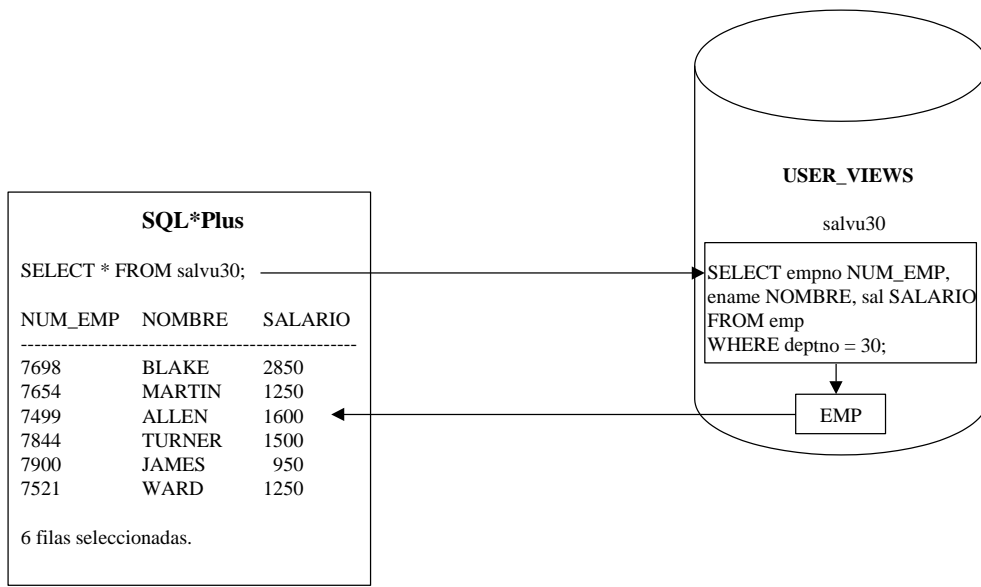 SQL*Plus
SELECT * FROM salvu30;
NUM_EMP NOMBRE SALARIO
---------------------------------------------------
7698 BLAKE 2850
7654 MARTIN 1250
7499 ALLEN 1600
7844 TURNER 1500
7900 JAMES 950
7521 WARD 1250
6 filas seleccionadas.
USER_VIEWS
salvu30
SELECT empno NUM_EMP,
ename NOMBRE, sal SALARIO
FROM emp
WHERE deptno = 30;
EMP